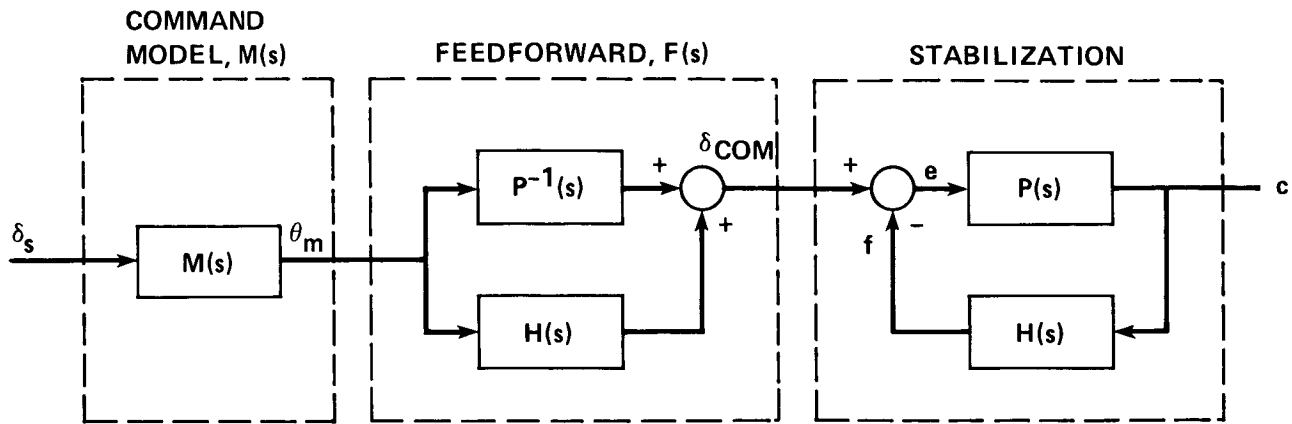 COMMAND
MODEL, M(s)
FEEDFORWARD, F(s)
STABILIZATION
δs
M(s)
θm
P-1(s)
+
δCOM
+
H(s)
+
e
P(s)
c
f
−
H(s)